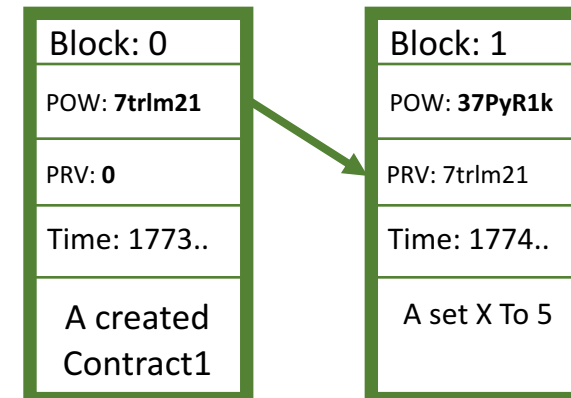 Block: 0
POW: 7trlm21
PRV: 0
Time: 1773..
A created
Contract1
Block: 1
POW: 37PyR1k
PRV: 7trlm21
Time: 1774..
A set X To 5